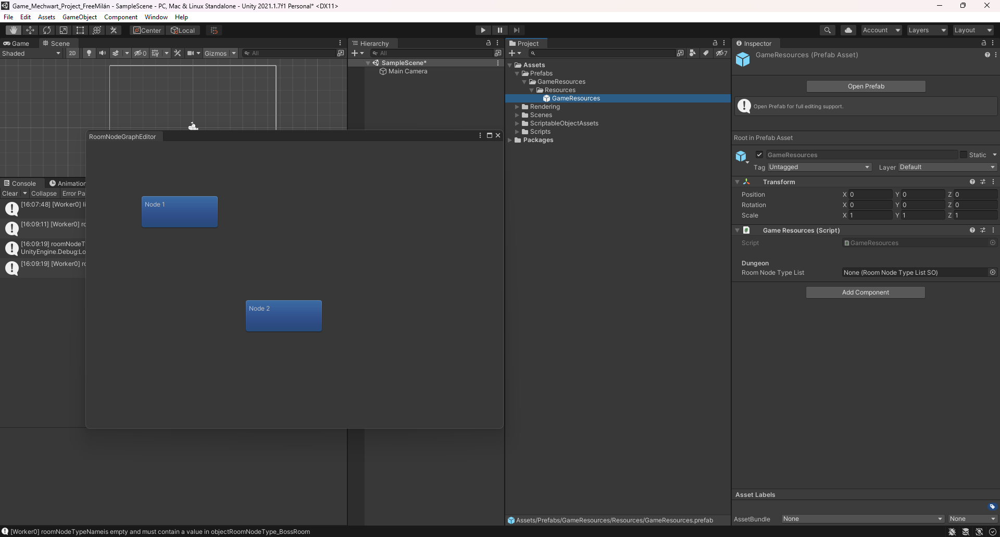 Game_Mechwart_Project_FreeMilán - SampleScene - PC, Mac & Linux Standalone - Unity 2021.1.7f1 Personal* <DX11>
File Edit Assets GameObject Component Window Help
Center Local Account Layers Layout
Game Scene
Shaded 2D 0 Gizmos All
Hierarchy
All
SampleScene*
Main Camera
Project
7
Assets
Prefabs
GameResources
Resources
GameResources
Rendering
Scenes
ScriptableObjectAssets
Scripts
Packages
RoomNodeGraphEditor
Node 1
Node 2
Console Animation
Clear Collapse Error Pa
[16:07:48] [Worker0] li
[16:09:11] [Worker0] ro
[16:09:19] roomNodeT
UnityEngine.Debug:Lo
[16:09:19] [Worker0] ro
Assets/Prefabs/GameResources/Resources/GameResources.prefab
Inspector
GameResources (Prefab Asset)
Open Prefab
Open Prefab for full editing support.
Root in Prefab Asset
GameResources Static
Tag Untagged Layer Default
Transform
Position X 0 Y 0 Z 0
Rotation X 0 Y 0 Z 0
Scale X 1 Y 1 Z 1
# Game Resources (Script)
Script GameResources
Dungeon
Room Node Type List None (Room Node Type List SO)
Add Component
Asset Labels
AssetBundle None None
[Worker0] roomNodeTypeNameis empty and must contain a value in objectRoomNodeType_BossRoom